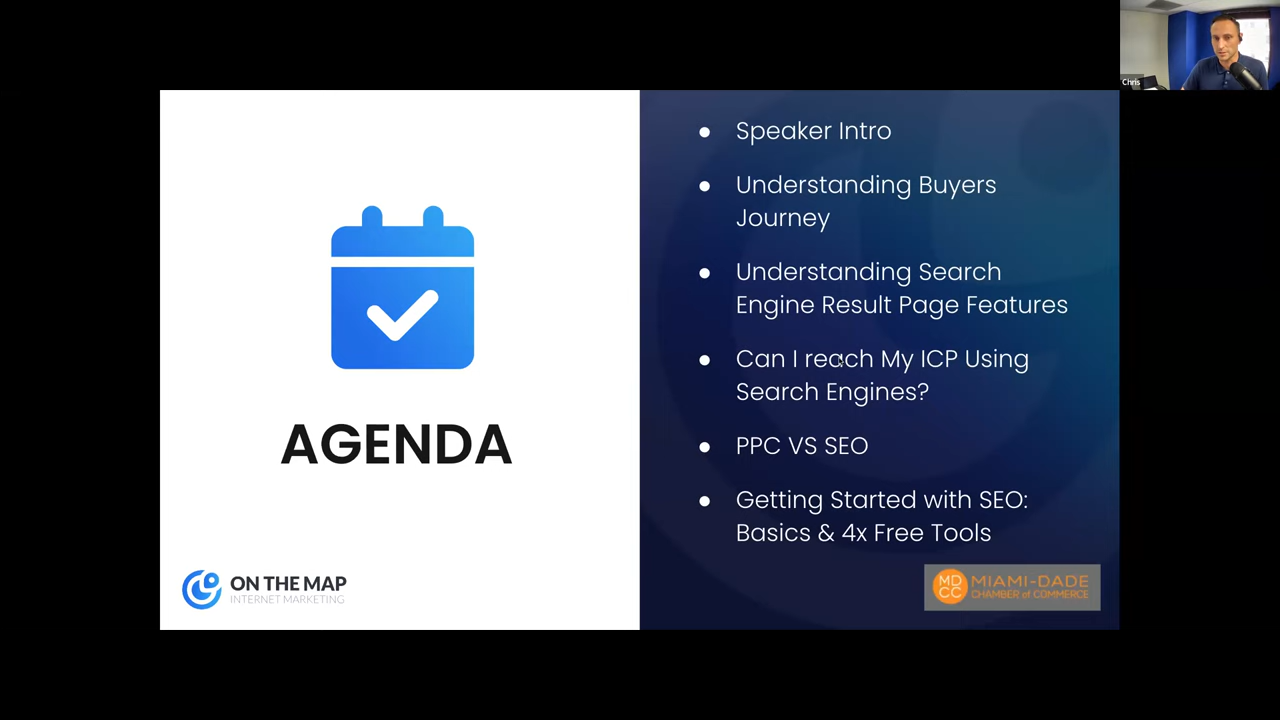 Chris
Speaker Intro
Understanding Buyers
Journey
Understanding Search
Engine Result Page Features
Can I reach My ICP Using
Search Engines?
PPC VS SEO
Getting Started with SEO:
Basics & 4x Free Tools
AGENDA
ON THE MAP
INTERNET MARKETING
MD
CC
MIAMI-DADE
CHAMBER of COMMERCE